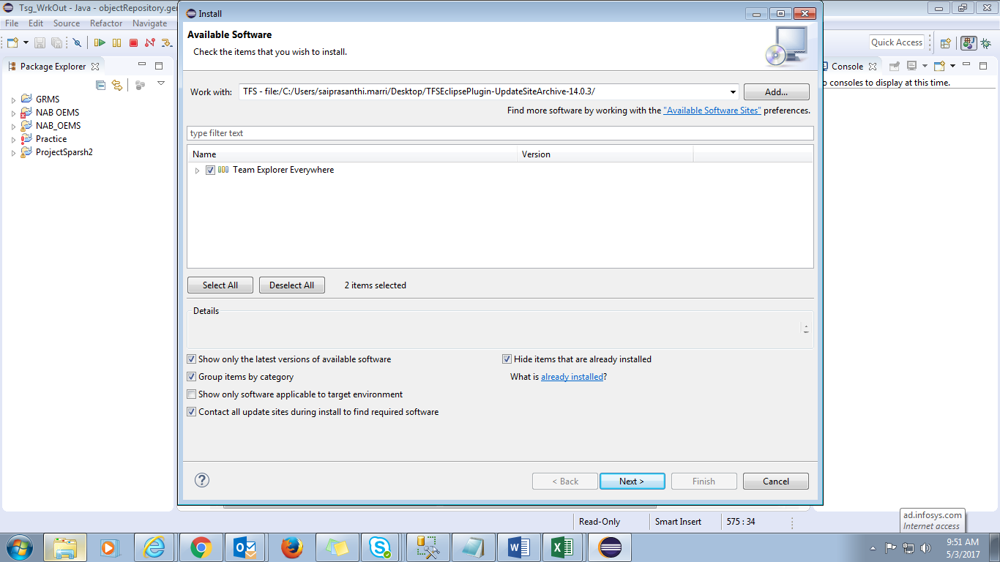 Tsg_WrkOut - Java - objectRepository.ge
Install
File Edit Source Refactor Navigate
Available Software
Check the items that you wish to install.
Quick Access
Package Explorer
Console
o consoles to display at this time.
Work with: TFS - file:/C:/Users/saiprasanthi.marri/Desktop/TFSEclipsePlugin-UpdateSiteArchive-14.0.3/ Add...
Find more software by working with the "Available Software Sites" preferences.
GRMS
NAB OEMS
NAB_OEMS
Practice
ProjectSparsh2
type filter text
Name Version
Team Explorer Everywhere
Select All Deselect All 2 items selected
Details
Show only the latest versions of available software Hide items that are already installed
Group items by category What is already installed?
Show only software applicable to target environment
Contact all update sites during install to find required software
< Back Next > Finish Cancel
Read-Only Smart Insert 575 : 34
ad.infosys.com
Internet access
9:51 AM
5/3/2017